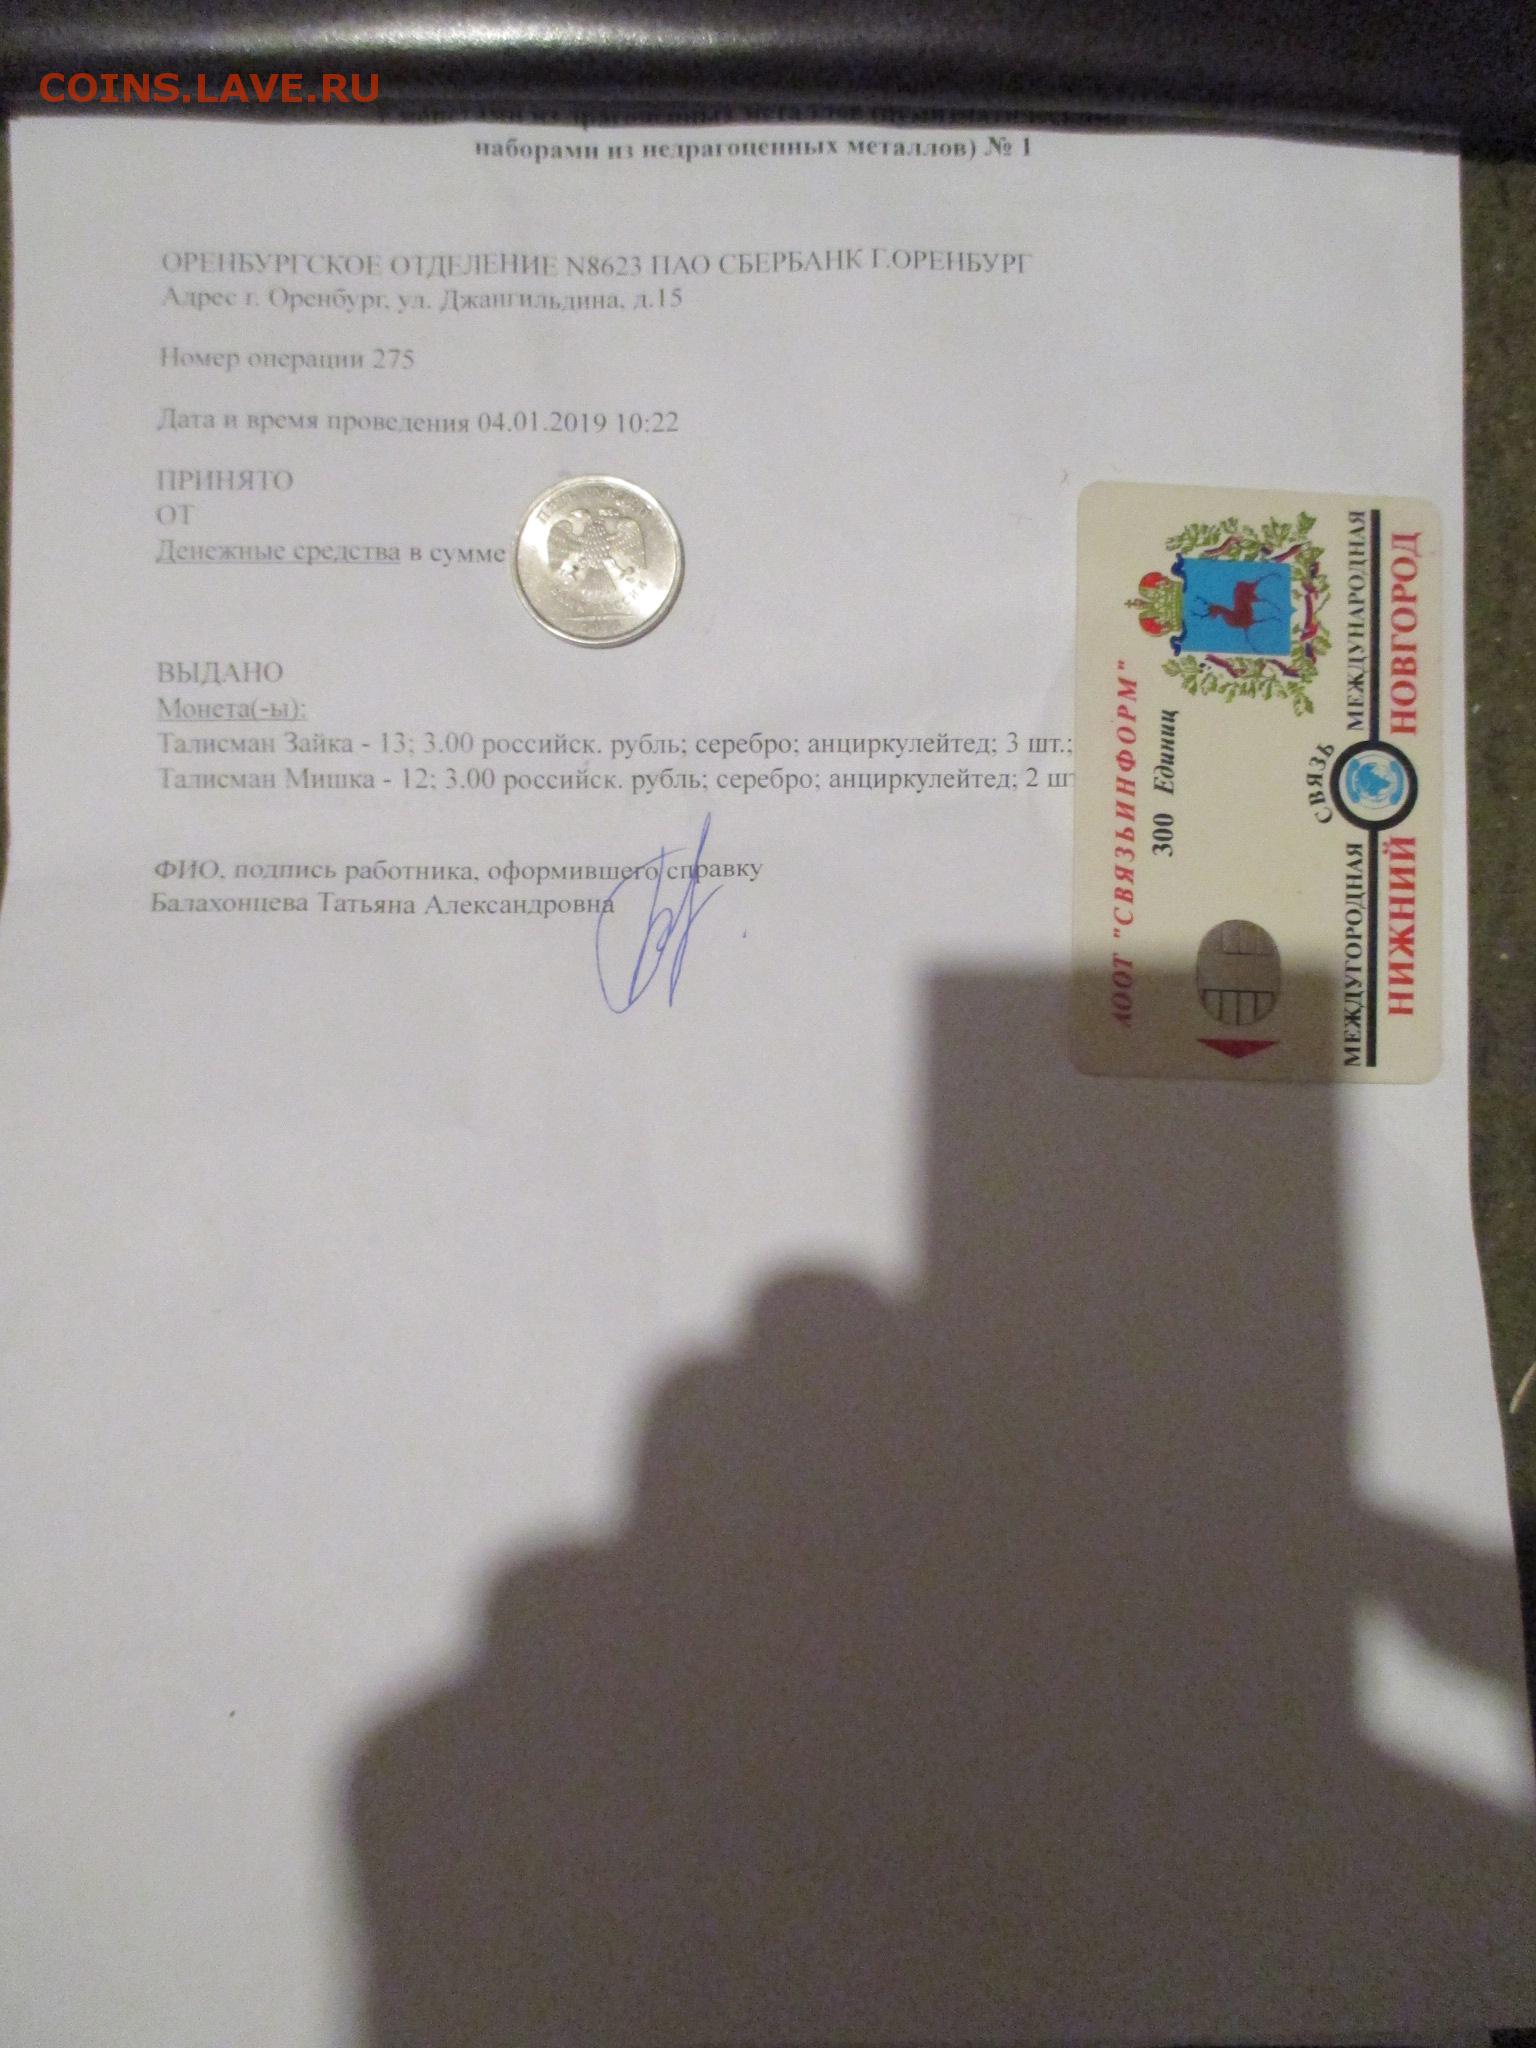 COINS.LAVE.RU
наборами из недрагоценных металлов) № 1
ОРЕНБУРГСКОЕ ОТДЕЛЕНИЕ N8623 ПАО СБЕРБАНК Г.ОРЕНБУРГ
Адрес г. Оренбург, ул. Джангильдина, д.15
Номер операции 275
Дата и время проведения 04.01.2019 10:22
ПРИНЯТО
ОТ
Денежные средства в сумме
ВЫДАНО
Монета(-ы):
Талисман Зайка - 13; 3.00 российск. рубль; серебро; анциркулейтед; 3 шт.;
Талисман Мишка - 12; 3.00 российск. рубль; серебро; анциркулейтед; 2 шт
ФИО, подпись работника, оформившего справку
Балахонцева Татьяна Александровна
АООТ "СВЯЗЬИНФОРМ"
300 Единиц
СВЯЗЬ
МЕЖДУГОРОДНАЯ МЕЖДУНАРОДНАЯ
НИЖНИЙ НОВГОРОД